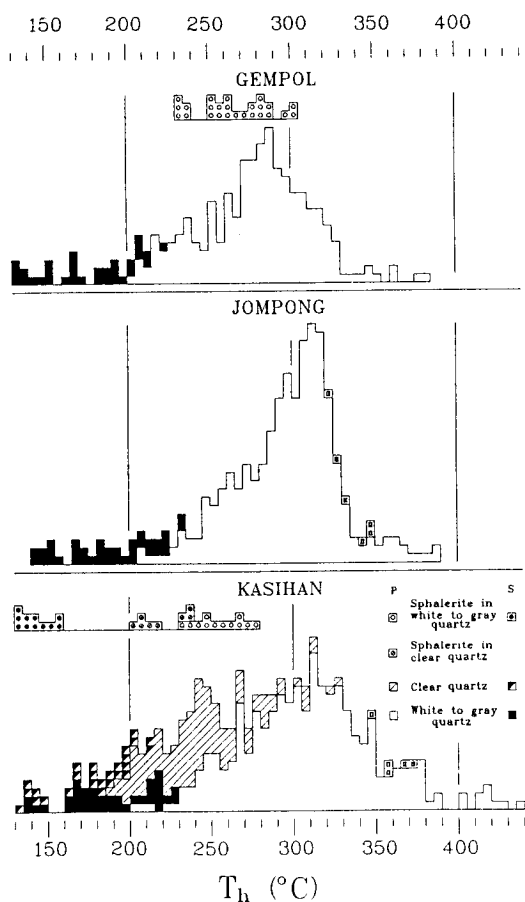 150 200 250 300 350 400
GEMPOL
JOMPONG
KASIHAN
P S
Sphalerite in
white to gray
quartz
Sphalerite in
clear quartz
Clear quartz
White to gray
quartz
150 200 250 300 350 400
Th (°C)